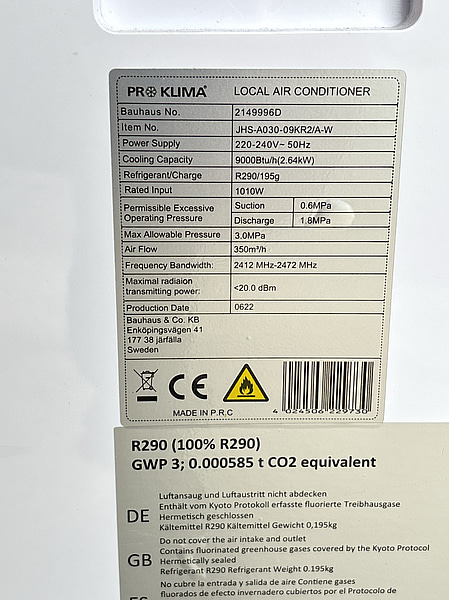 PROKLIMA® LOCAL AIR CONDITIONER
Bauhaus No. 2149996D
Item No. JHS-A030-09KR2/A-W
Power Supply 220-240V~ 50Hz
Cooling Capacity 9000Btu/h(2.64kW)
Refrigerant/Charge R290/195g
Rated Input 1010W
Permissible Excessive Operating Pressure
Suction 0.6MPa
Discharge 1.8MPa
Max Allowable Pressure 3.0MPa
Air Flow 350m³/h
Frequency Bandwidth: 2412 MHz-2472 MHz
Maximal radiaion
transmitting power: <20.0 dBm
Production Date 0622
Bauhaus & Co. KB
Enköpingsvägen 41
177 38 järfälla
Sweden
CE
MADE IN P.R.C
4 024506 229730
R290 (100% R290)
GWP 3; 0.000585 t CO2 equivalent
DE
Luftansaug und Luftaustritt nicht abdecken
Enthält vom Kyoto Protokoll erfasste fluorierte Treibhausgase
Hermetisch geschlossen
Kältemittel R290 Kältemittel Gewicht 0,195kg
GB
Do not cover the air intake and outlet
Contains fluorinated greenhouse gases covered by the Kyoto Protocol
Hermetically sealed
Refrigerant R290 Refrigerant Weight 0.195kg
ES
No cubre la entrada y salida de aire Contiene gases
fluorados de efecto invernadero cubiertos por el Protocolo de